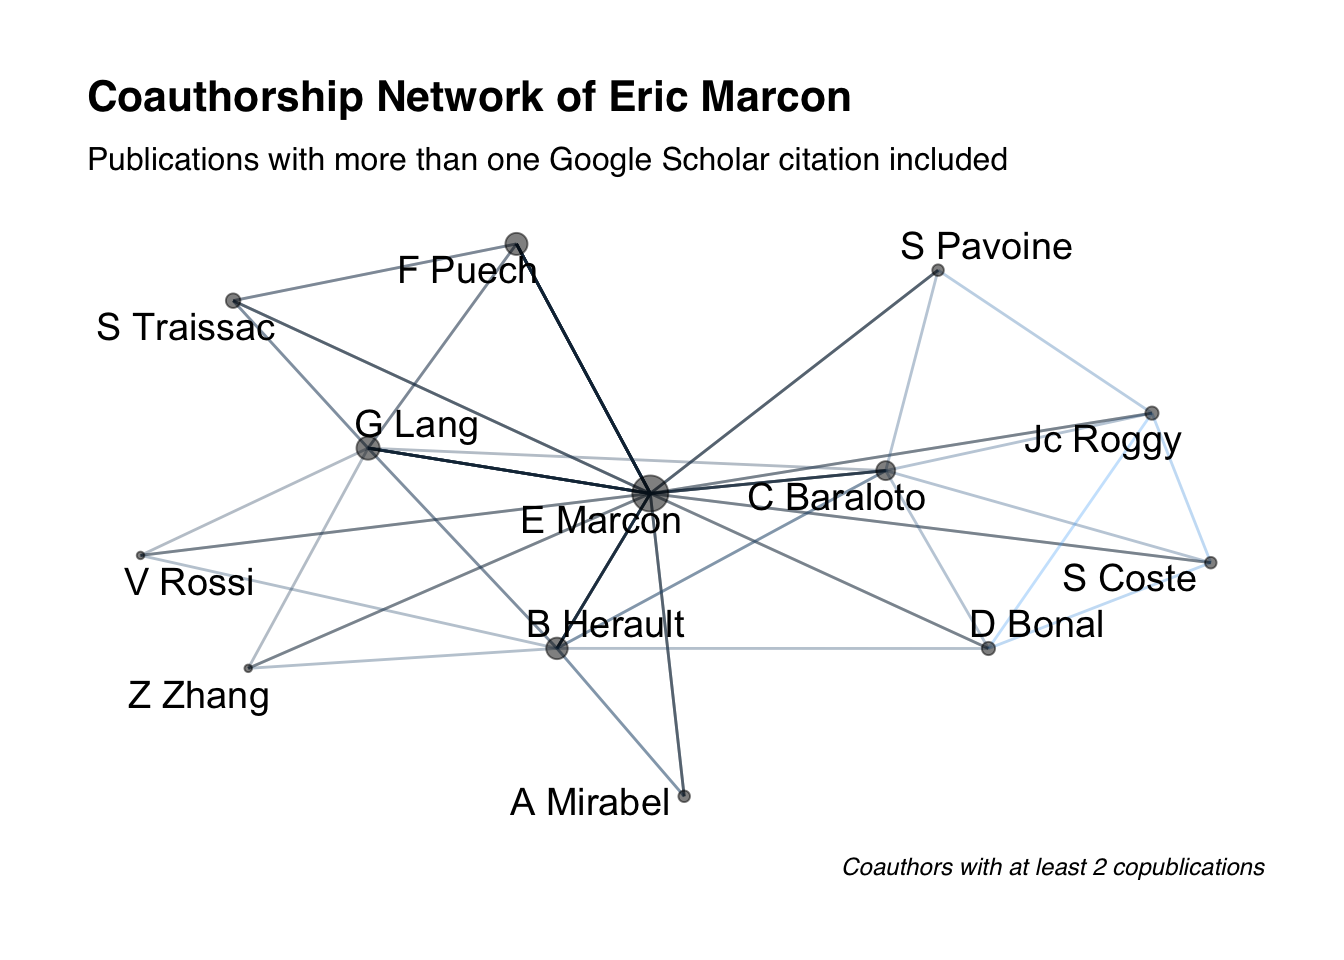 Coauthorship Network of Eric Marcon
Publications with more than one Google Scholar citation included
S Pavoine
F Puech
S Traissac
G Lang
Jc Roggy
C Baraloto
E Marcon
S Coste
V Rossi
B Herault
D Bonal
Z Zhang
A Mirabel
Coauthors with at least 2 copublications